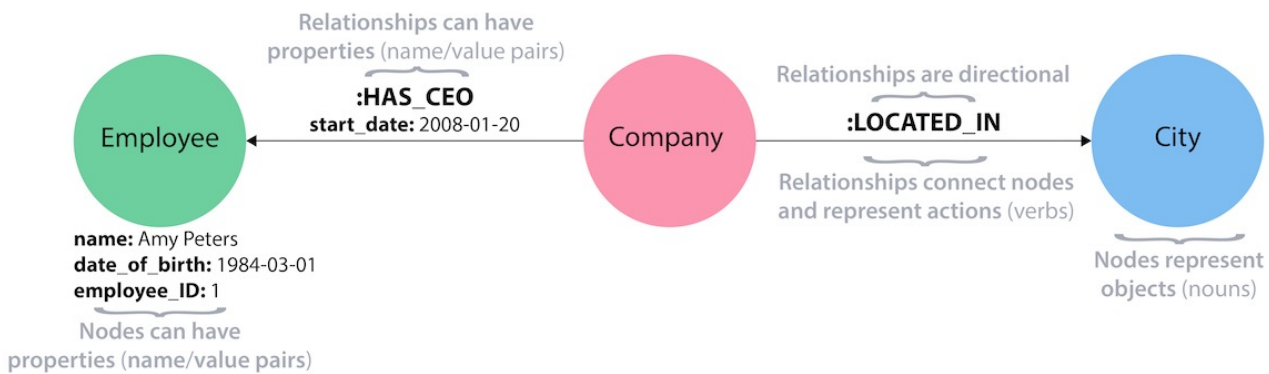 Relationships can have
properties (name/value pairs)
:HAS_CEO
start_date: 2008-01-20
Employee
name: Amy Peters
date_of_birth: 1984-03-01
employee_ID: 1
Nodes can have
properties (name/value pairs)
Company
Relationships are directional
:LOCATED_IN
Relationships connect nodes
and represent actions (verbs)
City
Nodes represent
objects (nouns)